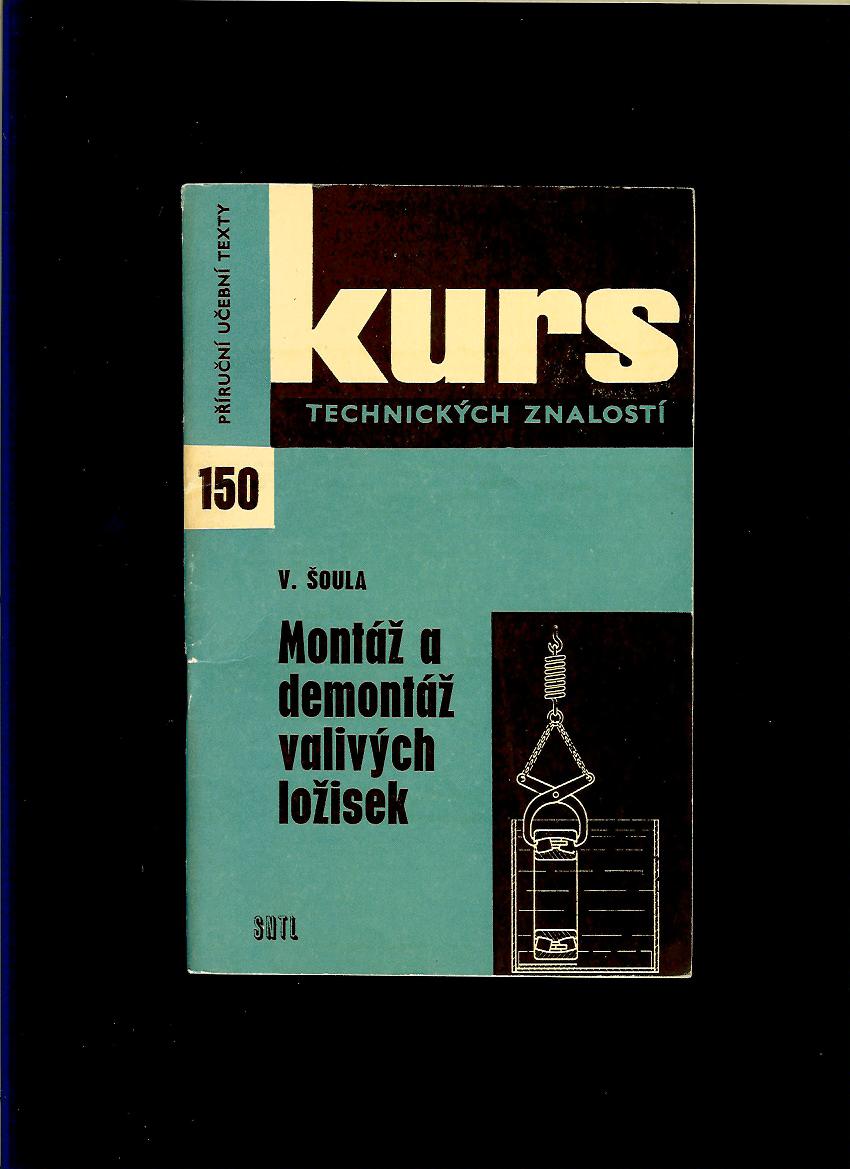 PŘÍRUČNÍ UČEBNÍ TEXTY
kurs
TECHNICKÝCH ZNALOSTÍ
150
V. ŠOULA
Montáž a
demontáž
valivých
ložisek
SNTL